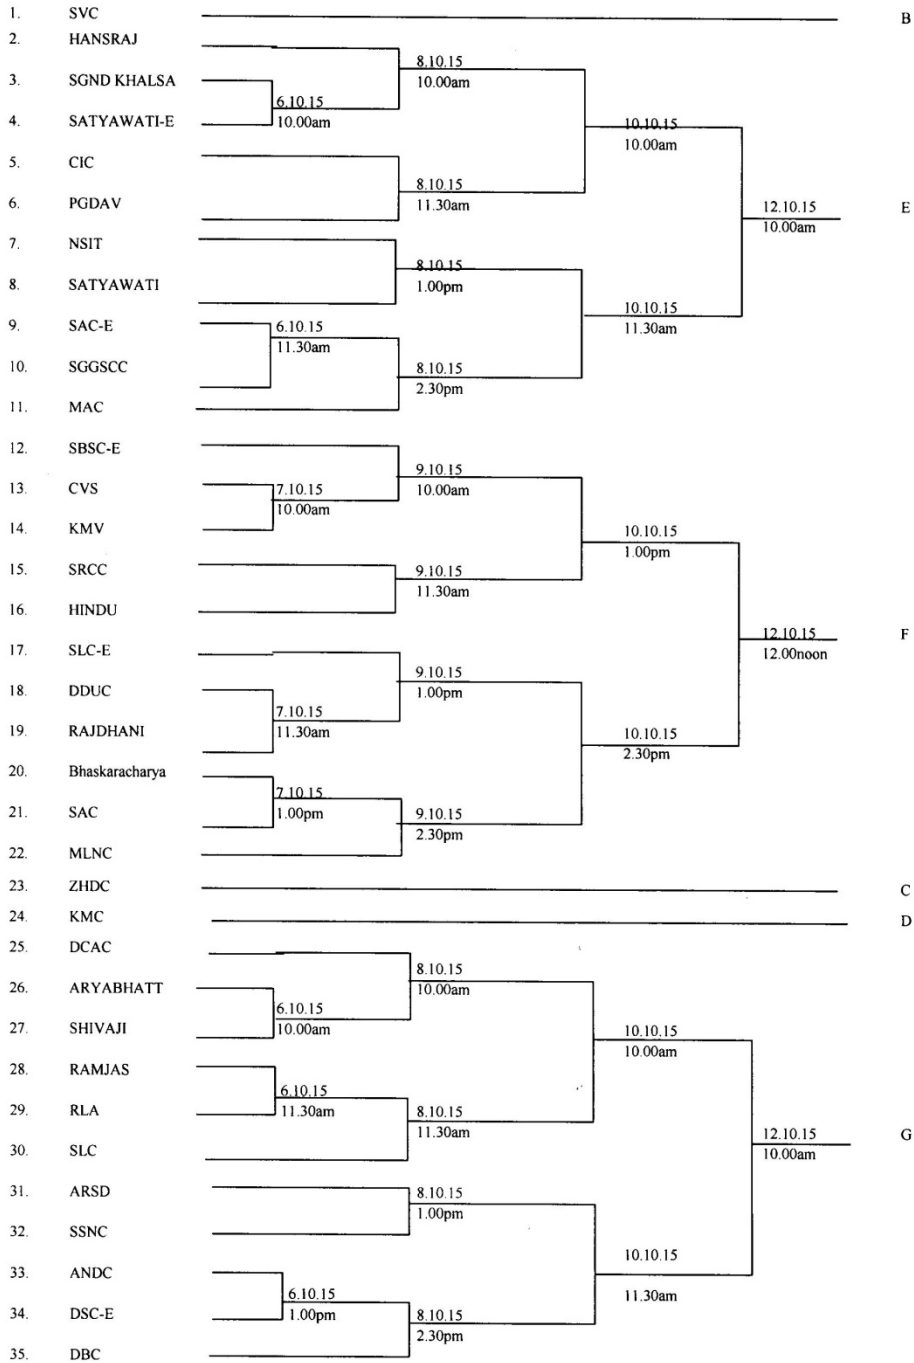 1. SVC B
2. HANSRAJ
8.10.15
10.00am
3. SGND KHALSA
6.10.15
10.00am
4. SATYAWATI-E
10.10.15
10.00am
5. CIC
8.10.15
11.30am
6. PGDAV
12.10.15 E
10.00am
7. NSIT
8.10.15
1.00pm
8. SATYAWATI
10.10.15
11.30am
9. SAC-E
6.10.15
11.30am
10. SGGSCC
8.10.15
2.30pm
11. MAC
12. SBSC-E
9.10.15
10.00am
13. CVS
7.10.15
10.00am
14. KMV
10.10.15
1.00pm
15. SRCC
9.10.15
11.30am
16. HINDU
12.10.15 F
12.00noon
17. SLC-E
9.10.15
1.00pm
18. DDUC
7.10.15
11.30am
19. RAJDHANI
10.10.15
2.30pm
20. Bhaskaracharya
7.10.15
1.00pm
21. SAC
9.10.15
2.30pm
22. MLNC
23. ZHDC C
24. KMC D
25. DCAC
8.10.15
10.00am
26. ARYABHATT
6.10.15
10.00am
27. SHIVAJI
10.10.15
10.00am
28. RAMJAS
6.10.15
11.30am
29. RLA
8.10.15
11.30am
30. SLC
12.10.15 G
10.00am
31. ARSD
8.10.15
1.00pm
32. SSNC
10.10.15
11.30am
33. ANDC
6.10.15
1.00pm
34. DSC-E
8.10.15
2.30pm
35. DBC